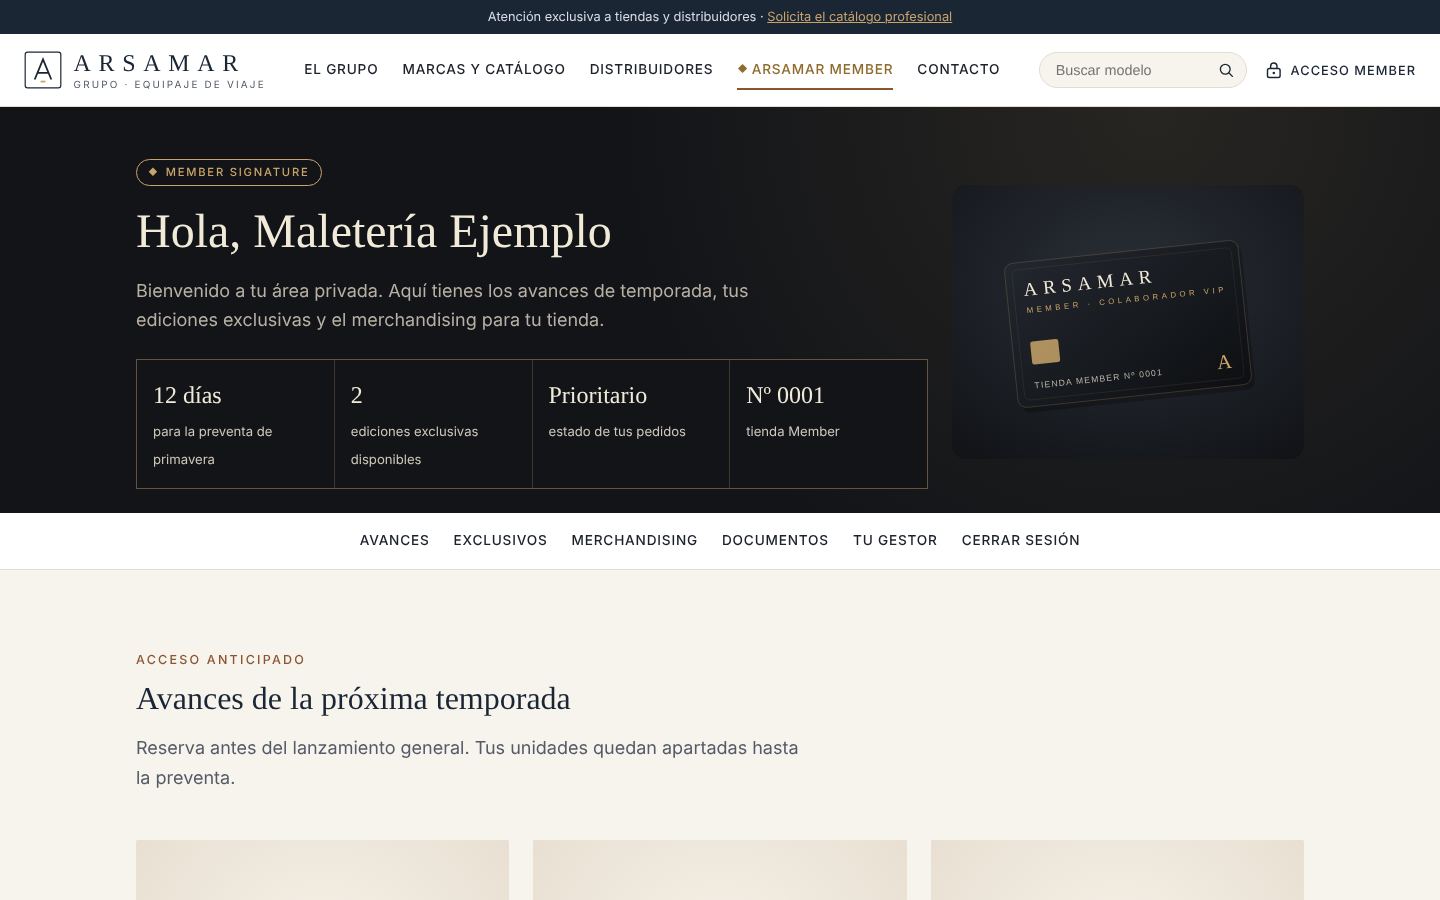 Atención exclusiva a tiendas y distribuidores · Solicita el catálogo profesional
A ARSAMAR
GRUPO · EQUIPAJE DE VIAJE
EL GRUPO
MARCAS Y CATÁLOGO
DISTRIBUIDORES
◆ ARSAMAR MEMBER
CONTACTO
Buscar modelo
ACCESO MEMBER
◆ MEMBER SIGNATURE
Hola, Maletería Ejemplo
Bienvenido a tu área privada. Aquí tienes los avances de temporada, tus
ediciones exclusivas y el merchandising para tu tienda.
12 días
para la preventa de
primavera
2
ediciones exclusivas
disponibles
Prioritario
estado de tus pedidos
Nº 0001
tienda Member
ARSAMAR
MEMBER · COLABORADOR VIP
TIENDA MEMBER Nº 0001
A
AVANCES
EXCLUSIVOS
MERCHANDISING
DOCUMENTOS
TU GESTOR
CERRAR SESIÓN
ACCESO ANTICIPADO
Avances de la próxima temporada
Reserva antes del lanzamiento general. Tus unidades quedan apartadas hasta
la preventa.